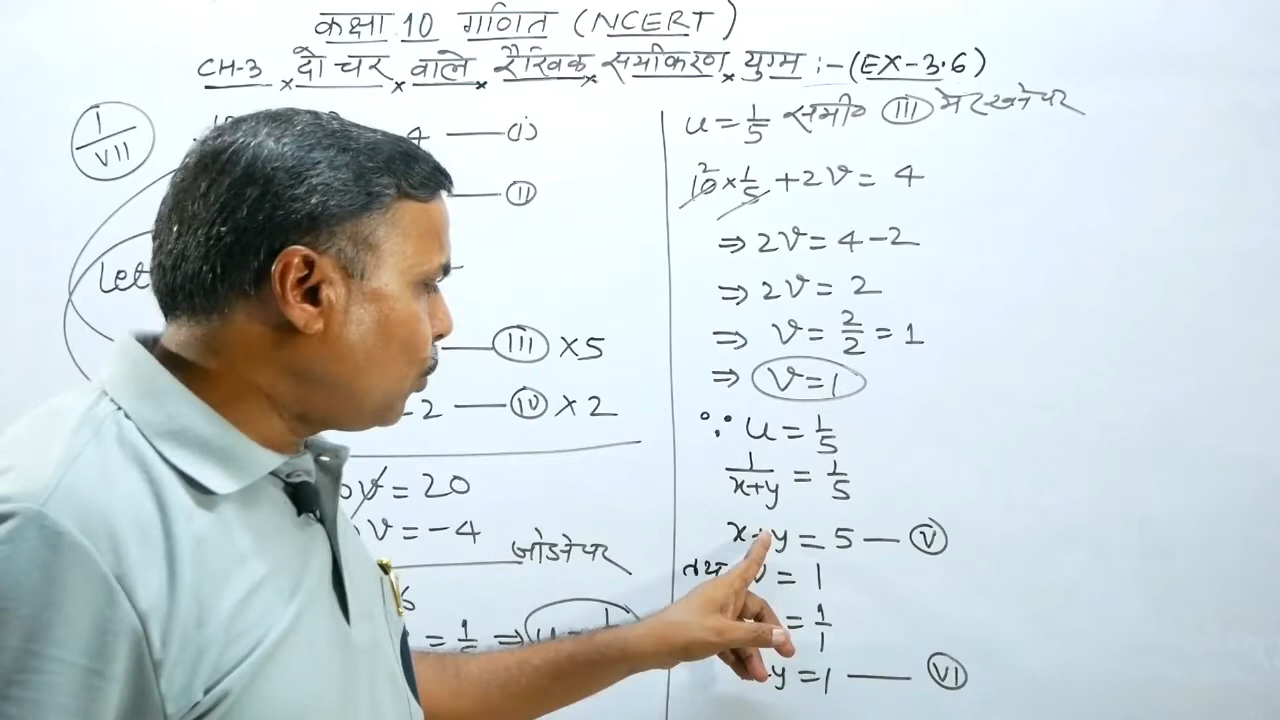 कक्षा 10 गणित (NCERT)
CH-3 × दो चर × वाले × रैखिक × समीकरण × युग्म :- (EX-3.6)
I/VII
4 —— (i)
—— (II)
Let
—— (III) ×5
-2 —— (IV) ×2
v = 20
v = -4
जोडने पर
6
= 1/5 ⇒
u = 1/5 समी० (III) मे रखने पर
10 × 1/5 + 2v = 4
2
⇒ 2v = 4-2
⇒ 2v = 2
⇒ v = 2/2 = 1
⇒ v=1
∵ u = 1/5
1/x+y = 1/5
x+y = 5 — (V)
= 1
= 1/1
y = 1 —— (VI)